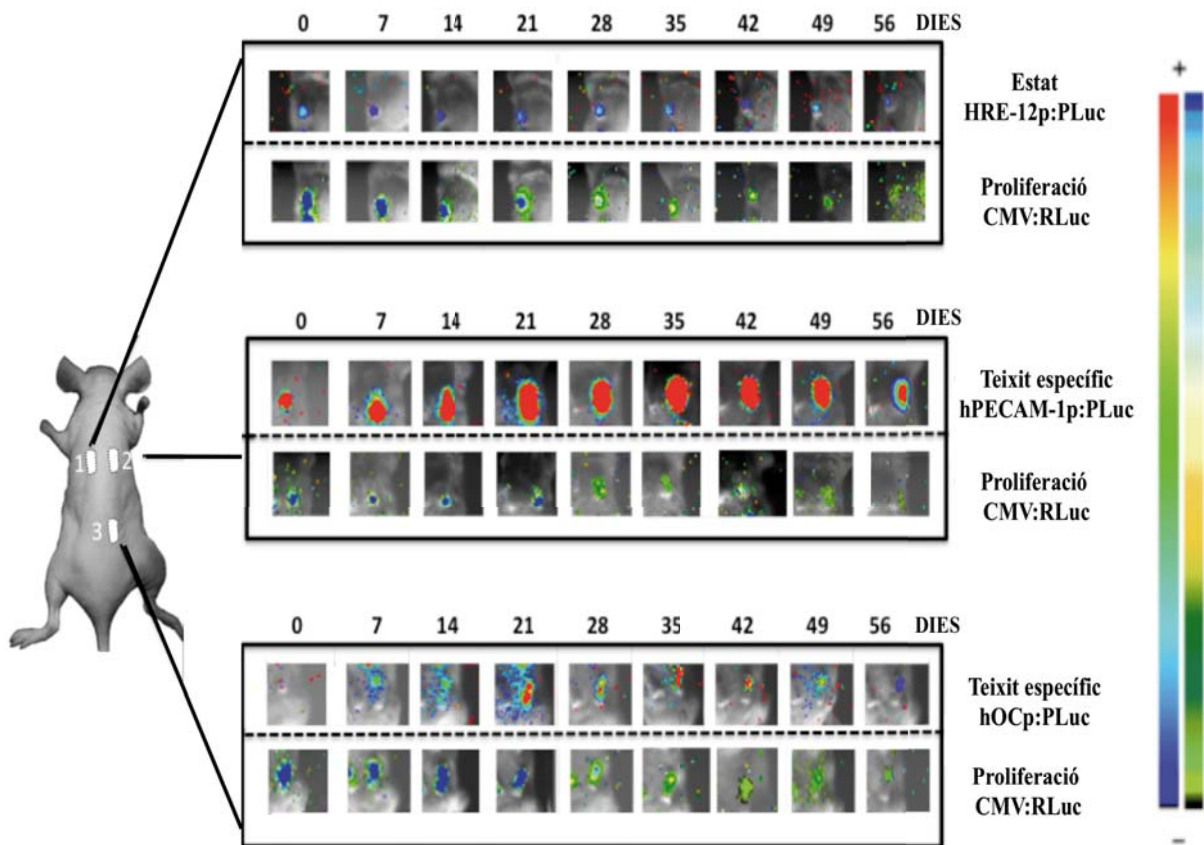 0 7 14 21 28 35 42 49 56 DIES
+
Estat
HRE-12p:PLuc
Proliferació
CMV:RLuc
0 7 14 21 28 35 42 49 56 DIES
Teixit específic
hPECAM-1p:PLuc
1 2
Proliferació
CMV:RLuc
3
0 7 14 21 28 35 42 49 56 DIES
Teixit específic
hOCp:PLuc
Proliferació
CMV:RLuc
−